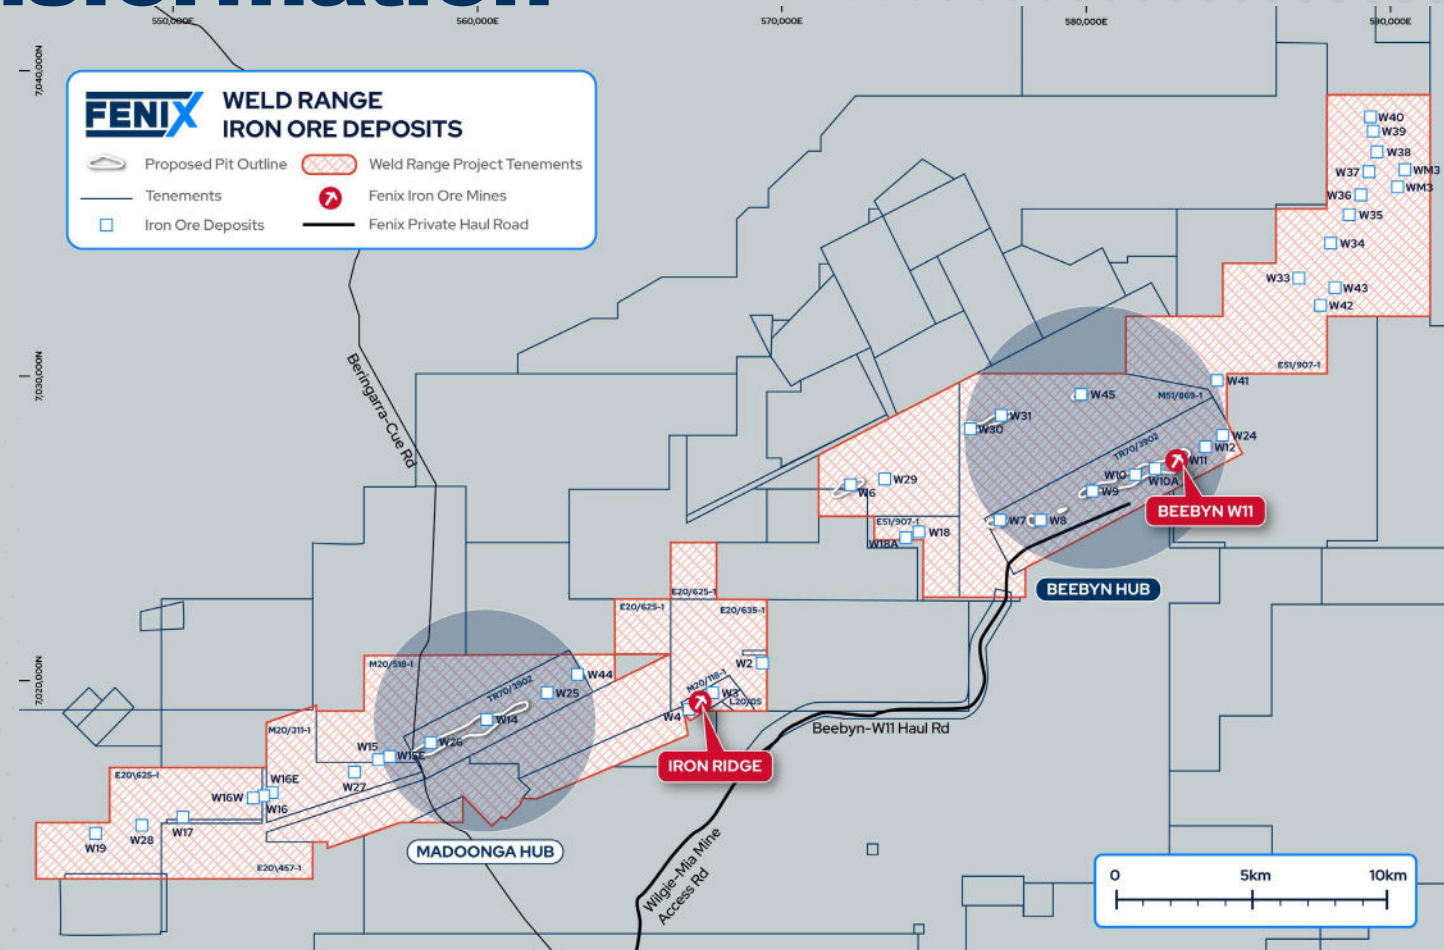 550,000E
560,000E
570,000E
580,000E
590,000E
7,040,000N
7,030,000N
7,020,000N
FENIX
WELD RANGE
IRON ORE DEPOSITS
Proposed Pit Outline
Weld Range Project Tenements
Tenements
Fenix Iron Ore Mines
Iron Ore Deposits
Fenix Private Haul Road
W40
W39
W38
W37
WM3
WM3
W36
W35
W34
W33
W43
W42
E51/907-1
W41
M51/869-1
W45
W31
W30
W24
TR70/3902
W12
W11
W10
W10A
W9
W29
W6
BEEBYN W11
E51/907-1
W18
W18A
W7
W8
BEEBYN HUB
Beringarra-Cue Rd
E20/625-1
E20/625-1
E20/635-1
M20/518-I
W2
W44
TR70/3902
W25
M20/118-1
W3
L20/05
W4
W14
M20/311-1
W26
W15
W15E
Beebyn-W11 Haul Rd
IRON RIDGE
E20\625-I
W27
W16E
W16W
W16
W17
W28
W19
E20\457-1
MADOONGA HUB
Wilgie-Mia Mine
Access Rd
0
5km
10km